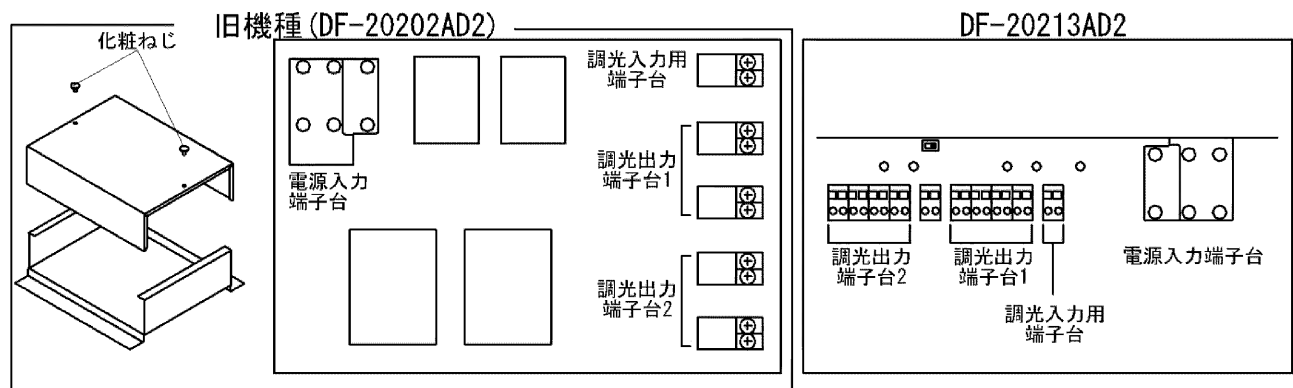 旧機種(DF-20202AD2)
化粧ねじ
電源入力
端子台
調光入力用
端子台
調光出力
端子台1
調光出力
端子台2
DF-20213AD2
調光出力
端子台2
調光出力
端子台1
調光入力用
端子台
電源入力端子台